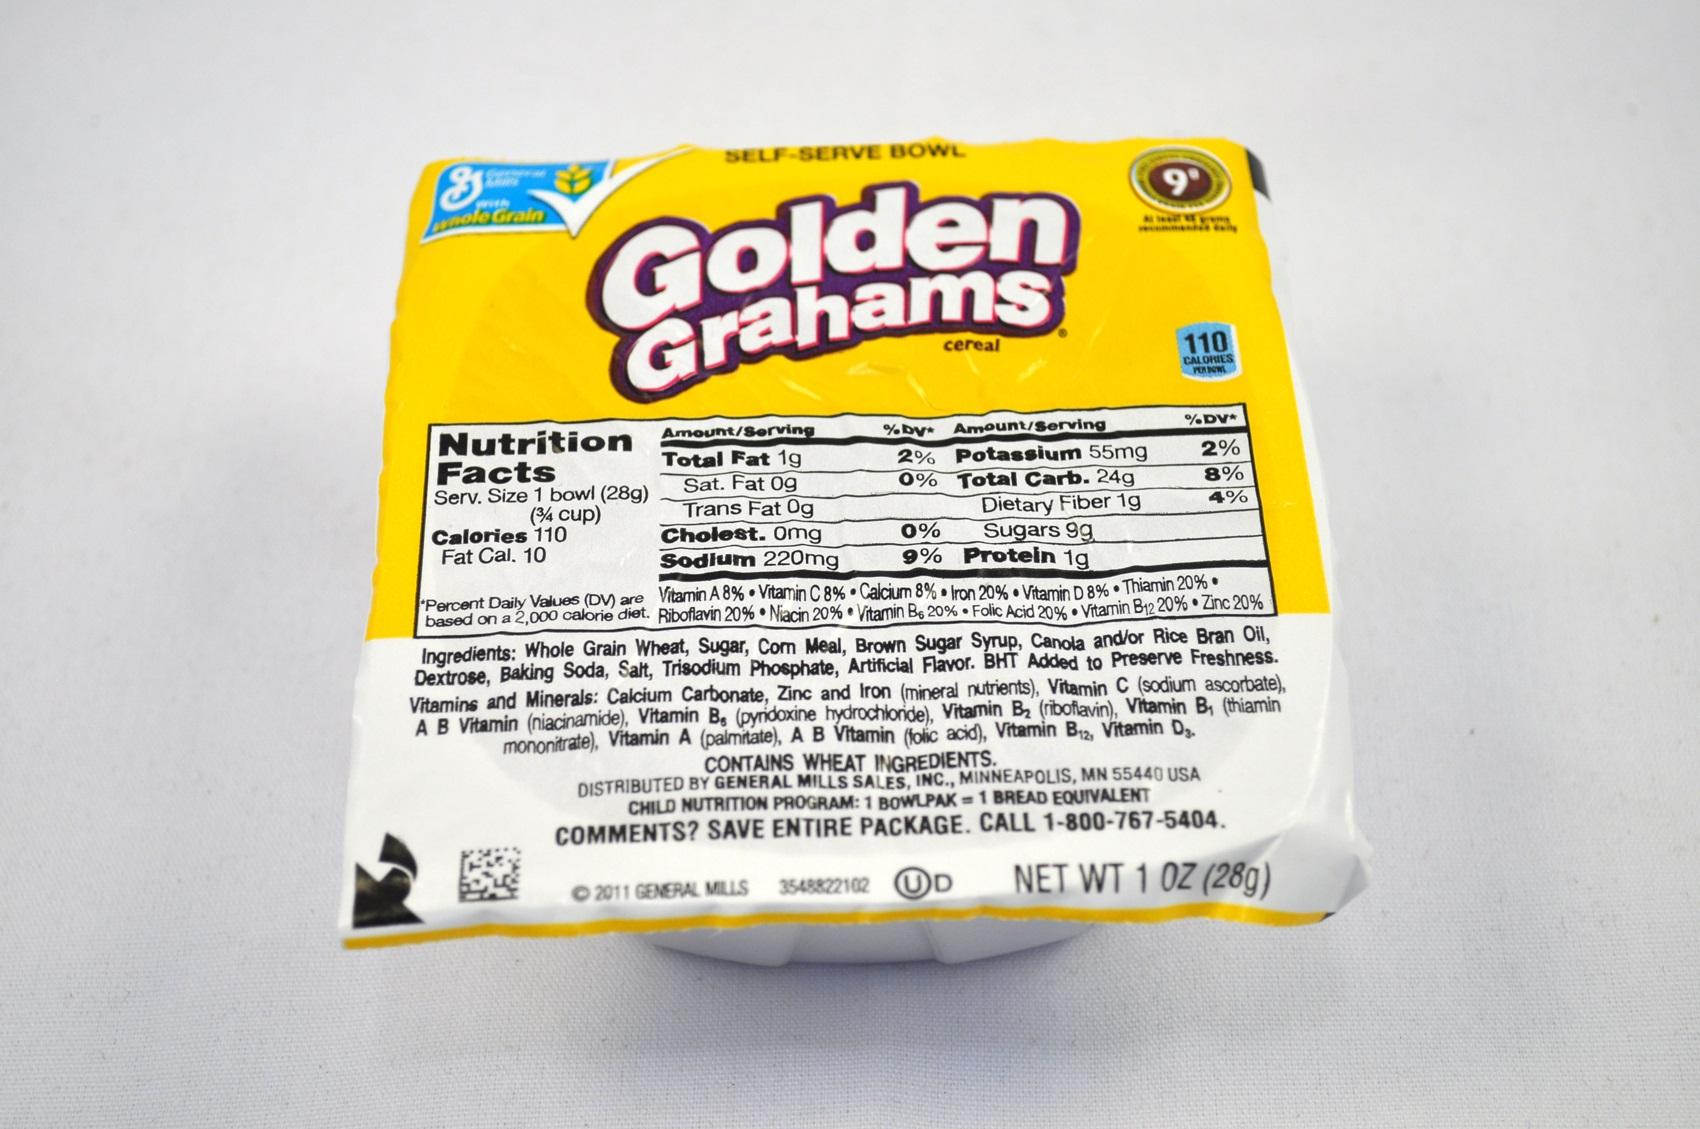 SELF-SERVE BOWL
General Mills
With
Whole Grain
9
At least 48 grams
recommended daily
Golden
Grahams®
cereal
110
CALORIES
PER BOWL
Nutrition
Facts
Serv. Size 1 bowl (28g)
(¾ cup)
Calories 110
Fat Cal. 10
*Percent Daily Values (DV) are
based on a 2,000 calorie diet.
Amount/Serving %DV*
Total Fat 1g 2%
Sat. Fat 0g 0%
Trans Fat 0g
Cholest. 0mg 0%
Sodium 220mg 9%
Amount/Serving %DV*
Potassium 55mg 2%
Total Carb. 24g 8%
Dietary Fiber 1g 4%
Sugars 9g
Protein 1g
Vitamin A 8% • Vitamin C 8% • Calcium 8% • Iron 20% • Vitamin D 8% • Thiamin 20% •
Riboflavin 20% • Niacin 20% • Vitamin B₆ 20% • Folic Acid 20% • Vitamin B₁₂ 20% • Zinc 20%
Ingredients: Whole Grain Wheat, Sugar, Corn Meal, Brown Sugar Syrup, Canola and/or Rice Bran Oil,
Dextrose, Baking Soda, Salt, Trisodium Phosphate, Artificial Flavor. BHT Added to Preserve Freshness.
Vitamins and Minerals: Calcium Carbonate, Zinc and Iron (mineral nutrients), Vitamin C (sodium ascorbate),
A B Vitamin (niacinamide), Vitamin B₆ (pyridoxine hydrochloride), Vitamin B₂ (riboflavin), Vitamin B₁ (thiamin
mononitrate), Vitamin A (palmitate), A B Vitamin (folic acid), Vitamin B₁₂, Vitamin D₃.
CONTAINS WHEAT INGREDIENTS.
DISTRIBUTED BY GENERAL MILLS SALES, INC., MINNEAPOLIS, MN 55440 USA
CHILD NUTRITION PROGRAM: 1 BOWLPAK = 1 BREAD EQUIVALENT
COMMENTS? SAVE ENTIRE PACKAGE. CALL 1-800-767-5404.
© 2011 GENERAL MILLS 3548822102 ⓊD NET WT 1 OZ (28g)